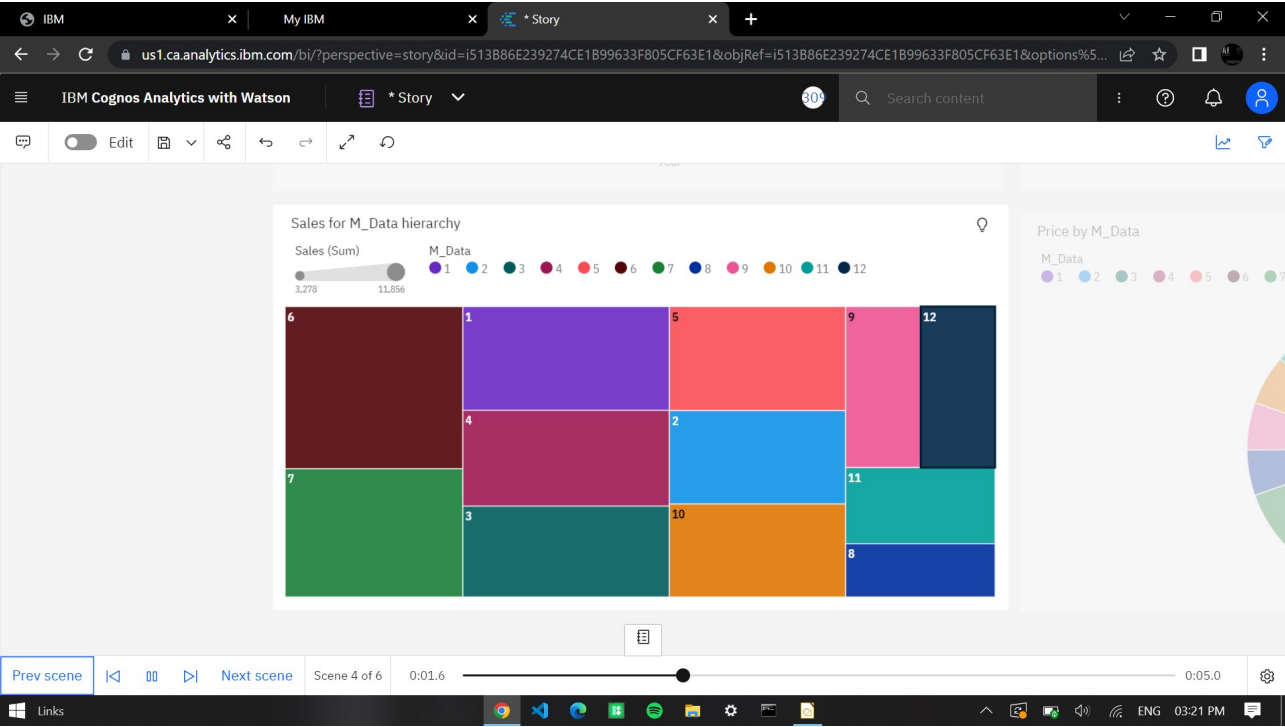 IBM
My IBM
* Story
us1.ca.analytics.ibm.com/bi/?perspective=story&id=i513B86E239274CE1B99633F805CF63E1&objRef=i513B86E239274CE1B99633F805CF63E1&options%5...
IBM Cognos Analytics with Watson
* Story
309
Search content
Edit
Year
Sales for M_Data hierarchy
Sales (Sum)
3,278 11,856
M_Data
1 2 3 4 5 6 7 8 9 10 11 12
Price by M_Data
M_Data
1 2 3 4 5 6 7
6 1 5 9 12
4 2
7 11
3 10
8
Prev scene Next scene Scene 4 of 6 0:01.6 0:05.0
Links
ENG 03:21 PM